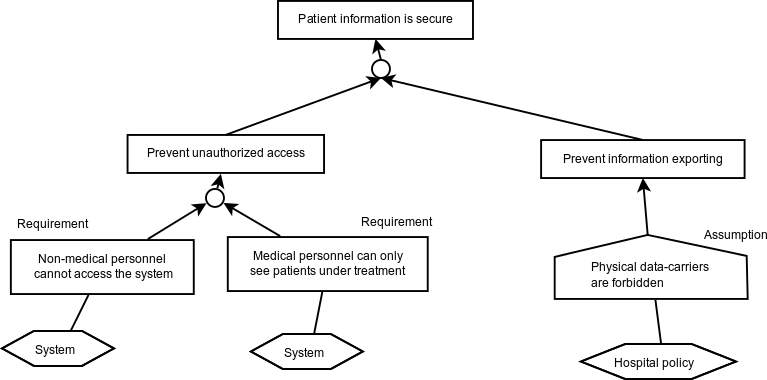 Patient information is secure
Prevent unauthorized access
Prevent information exporting
Requirement
Requirement
Assumption
Non-medical personnel
cannot access the system
Medical personnel can only
see patients under treatment
Physical data-carriers
are forbidden
System
System
Hospital policy